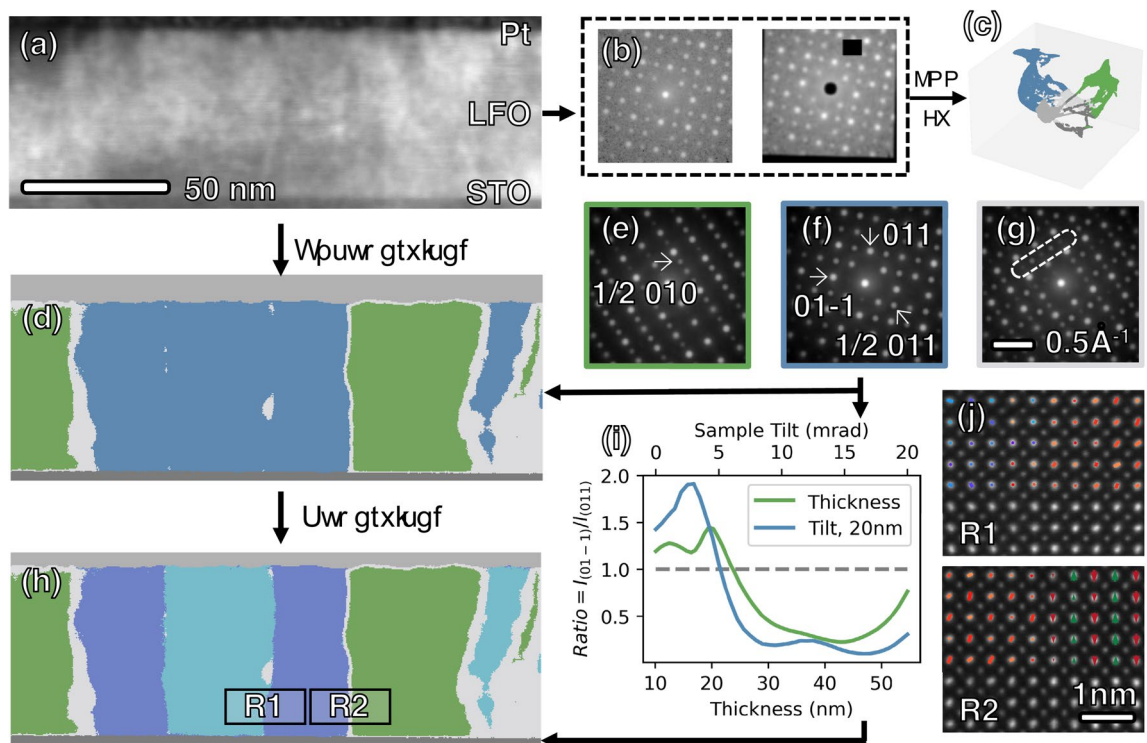 (a)
Pt
LFO
STO
50 nm
(b)
MPP
HX
(c)
Wpuwr gtxkugf
(d)
(e)
1/2 010
(f)
011
01-1
1/2 011
(g)
0.5Å⁻¹
Uwr gtxkugf
(h)
R1
R2
(i)
Sample Tilt (mrad)
0 5 10 15 20
Ratio = I(01−1)/I(011)
2.0
1.5
1.0
0.5
Thickness
Tilt, 20nm
10 20 30 40 50
Thickness (nm)
(j)
R1
R2
1nm